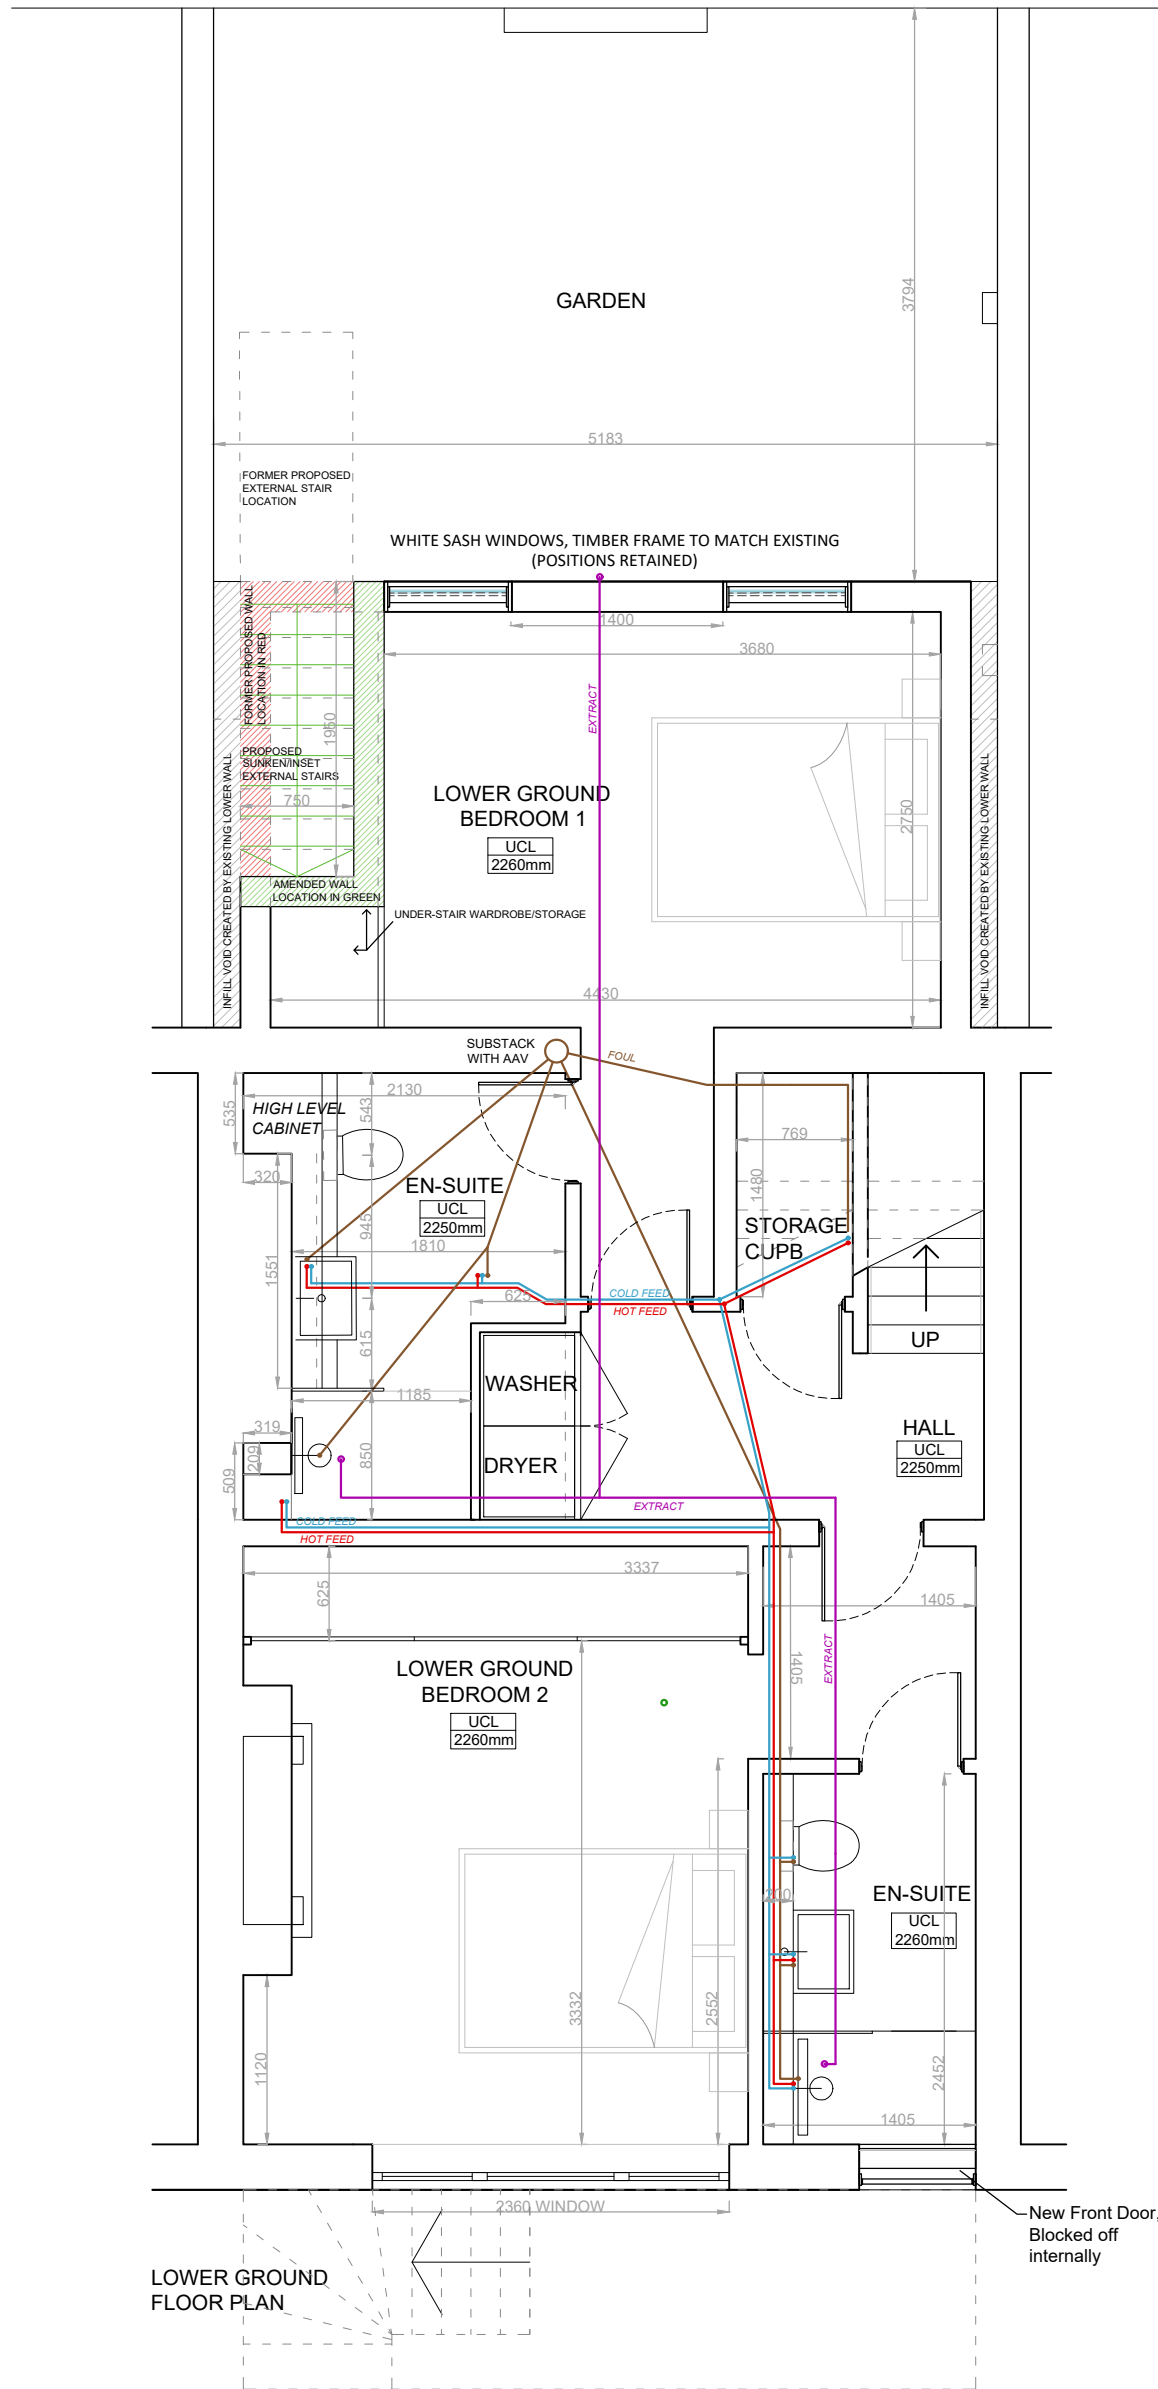 GARDEN
3794
5183
FORMER PROPOSED
EXTERNAL STAIR
LOCATION
WHITE SASH WINDOWS, TIMBER FRAME TO MATCH EXISTING
(POSITIONS RETAINED)
1400
3680
FORMER PROPOSED WALL
LOCATION IN RED
EXTRACT
1950
PROPOSED
SUNKEN/INSET
EXTERNAL STAIRS
750
INFILL VOID CREATED BY EXISTING LOWER WALL
LOWER GROUND
BEDROOM 1
UCL
2260mm
2750
INFILL VOID CREATED BY EXISTING LOWER WALL
AMENDED WALL
LOCATION IN GREEN
UNDER-STAIR WARDROBE/STORAGE
4430
SUBSTACK
WITH AAV
FOUL
2130
535
HIGH LEVEL
CABINET
543
769
320
1480
EN-SUITE
UCL
2250mm
945
STORAGE
CUPB
1810
1551
625
COLD FEED
HOT FEED
615
UP
WASHER
1185
319
209
509
850
DRYER
HALL
UCL
2250mm
EXTRACT
COLD FEED
HOT FEED
3337
625
1405
1405
EXTRACT
LOWER GROUND
BEDROOM 2
UCL
2260mm
200
EN-SUITE
UCL
2260mm
3332
2552
2452
1120
1405
2360 WINDOW
New Front Door,
Blocked off
internally
LOWER GROUND
FLOOR PLAN